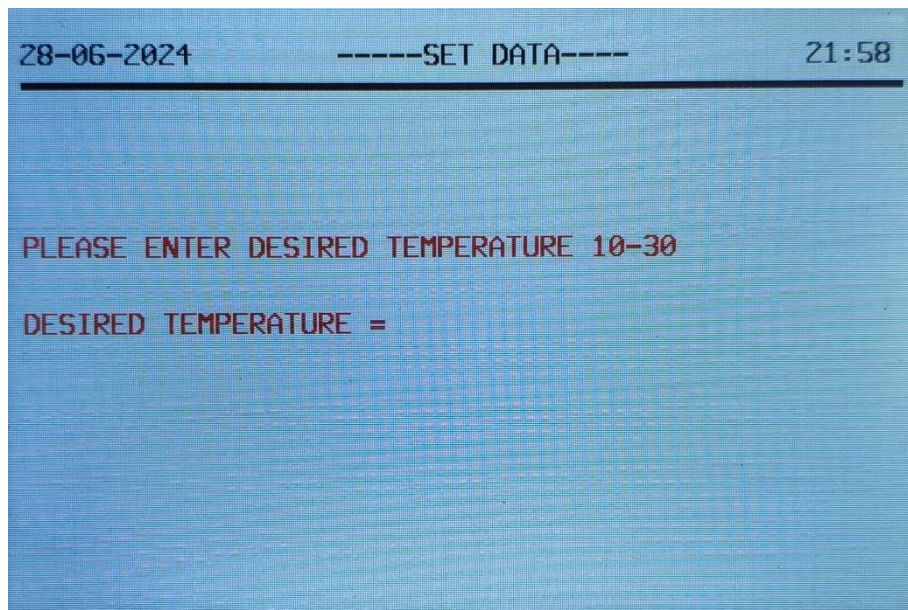 28-06-2024 -----SET DATA---- 21:58
PLEASE ENTER DESIRED TEMPERATURE 10-30
DESIRED TEMPERATURE =